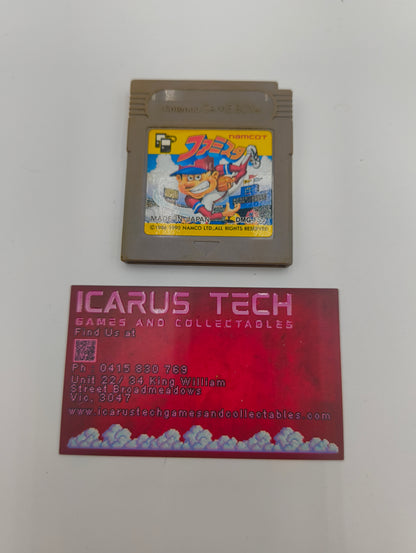 Nintendo GAME BOY
namcot
ファミスタ
MADE IN JAPAN
© 1986 1990 NAMCO LTD., ALL RIGHTS RESERVED
ICARUS TECH
GAMES AND COLLECTABLES
Find Us at
Ph 0415 830 769
Unit 22/ 34 King William
Street Broadmeadows
Vic, 3047
www.icarustechgamesandcollectables.com